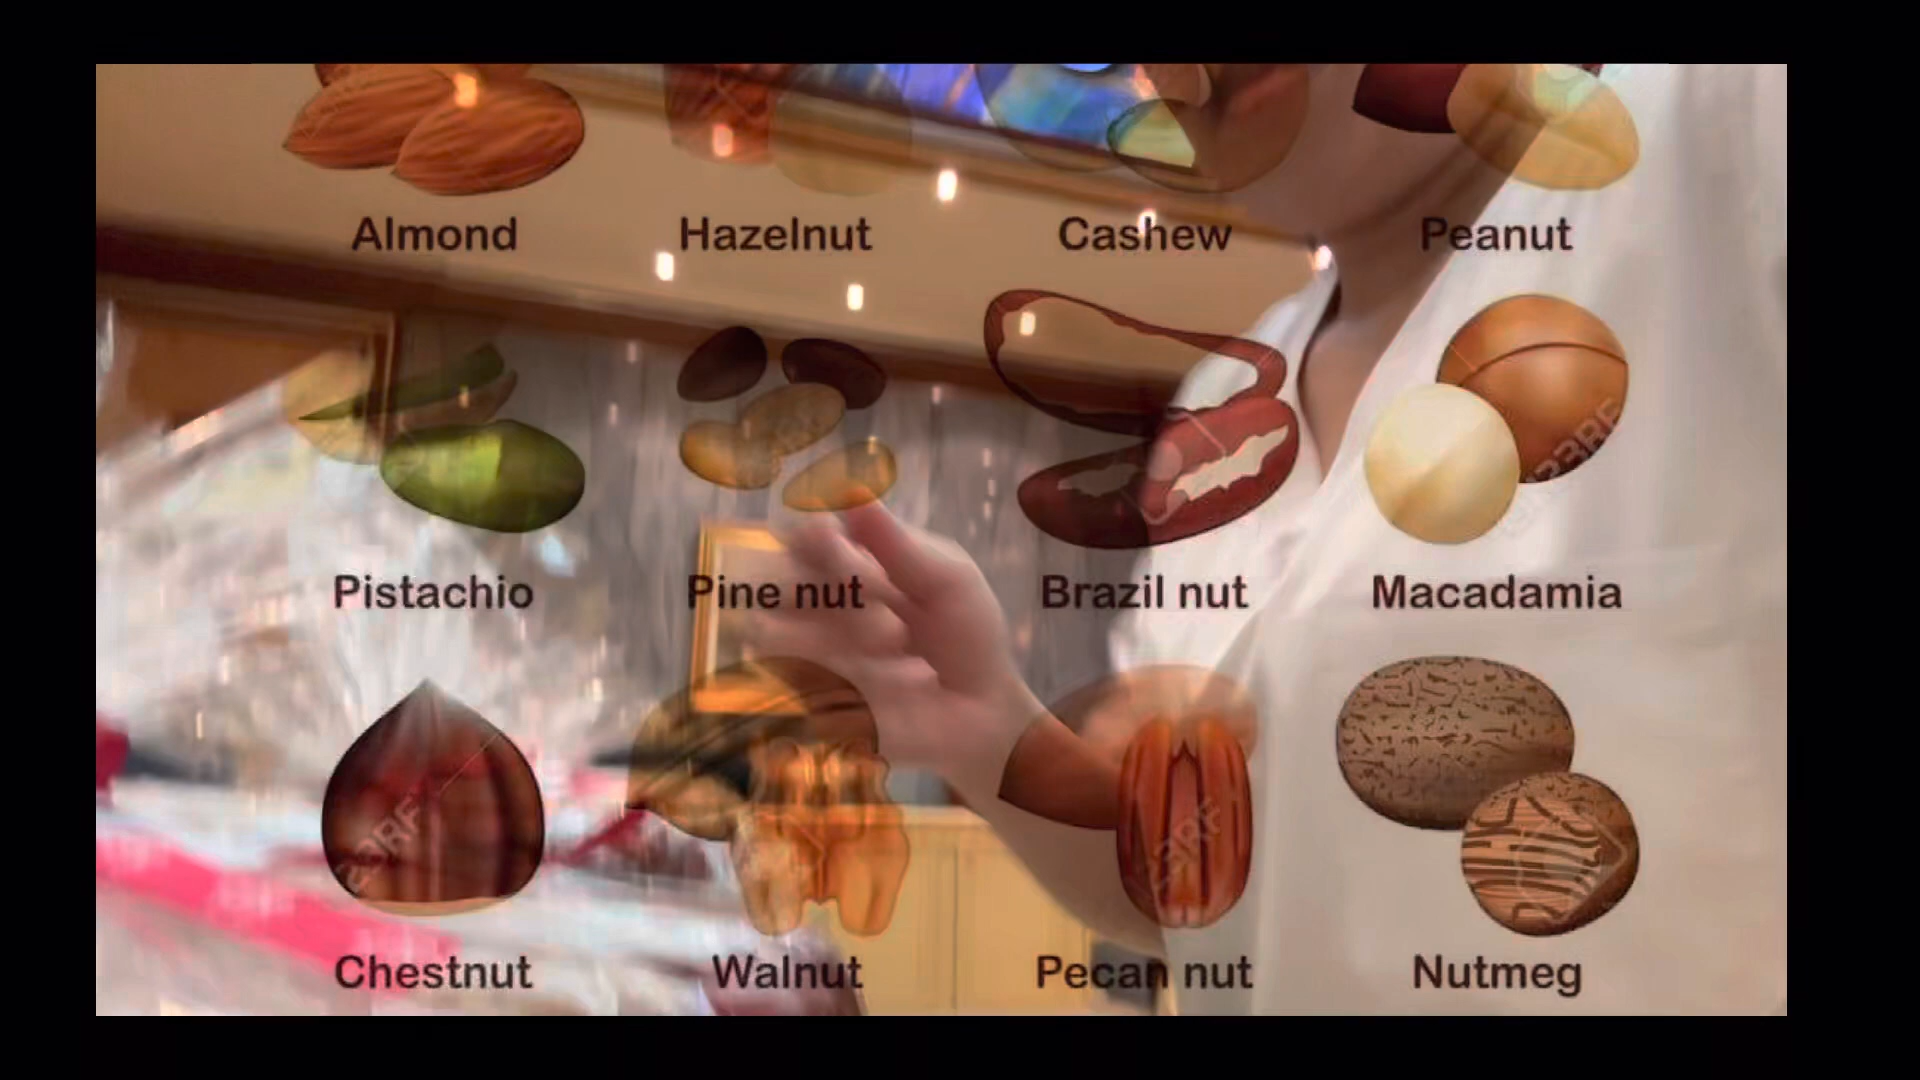 Almond Hazelnut Cashew Peanut
Pistachio Pine nut Brazil nut Macadamia
Chestnut Walnut Pecan nut Nutmeg